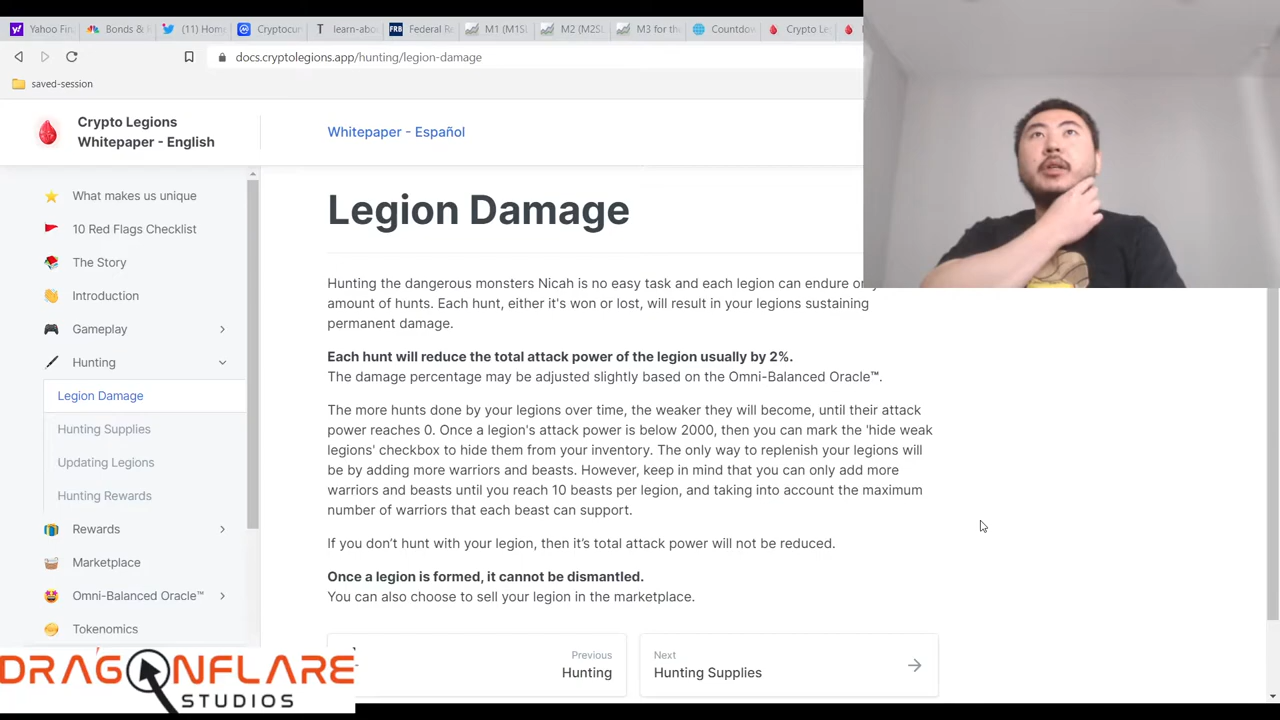 Yahoo Fin
Bonds &
(1) Hom
Cryptocur
learn-abo
Federal Re
M1 (M1SL
M2 (M2SL
M3 for the
Countdow
Crypto Le
docs.cryptolegions.app/hunting/legion-damage
saved-session
Crypto Legions
Whitepaper - English
Whitepaper - Español
What makes us unique
10 Red Flags Checklist
The Story
Introduction
Gameplay
Hunting
Legion Damage
Hunting Supplies
Updating Legions
Hunting Rewards
Rewards
Marketplace
Omni-Balanced Oracle™
Tokenomics
Legion Damage
Hunting the dangerous monsters Nicah is no easy task and each legion can endure
amount of hunts. Each hunt, either it's won or lost, will result in your legions sustaining
permanent damage.
Each hunt will reduce the total attack power of the legion usually by 2%.
The damage percentage may be adjusted slightly based on the Omni-Balanced Oracle™.
The more hunts done by your legions over time, the weaker they will become, until their attack
power reaches 0. Once a legion's attack power is below 2000, then you can mark the 'hide weak
legions' checkbox to hide them from your inventory. The only way to replenish your legions will
be by adding more warriors and beasts. However, keep in mind that you can only add more
warriors and beasts until you reach 10 beasts per legion, and taking into account the maximum
number of warriors that each beast can support.
If you don't hunt with your legion, then it's total attack power will not be reduced.
Once a legion is formed, it cannot be dismantled.
You can also choose to sell your legion in the marketplace.
Previous
Hunting
Next
Hunting Supplies
DRAGONFLARE
STUDIOS